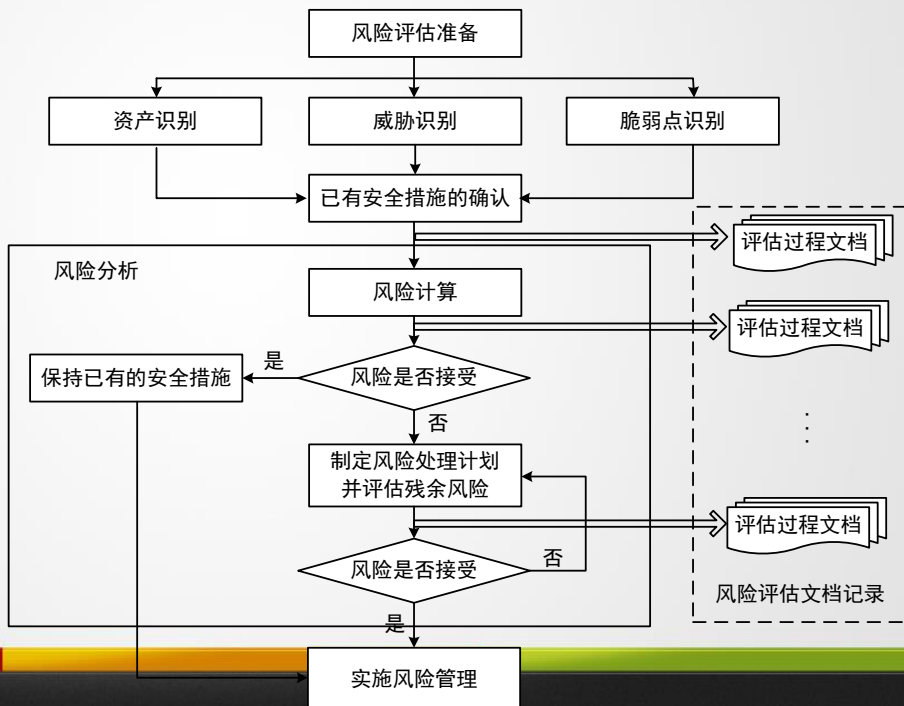 风险评估准备
资产识别
威胁识别
脆弱点识别
已有安全措施的确认
评估过程文档
风险分析
风险计算
评估过程文档
是
保持已有的安全措施
风险是否接受
否
制定风险处理计划
并评估残余风险
评估过程文档
风险是否接受
否
风险评估文档记录
是
实施风险管理